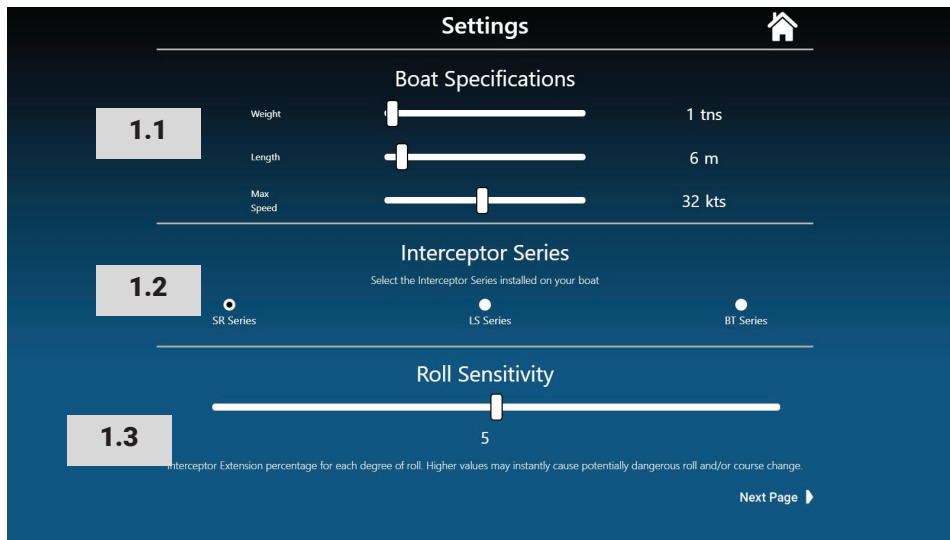 Settings
Boat Specifications
1.1
Weight
1 tns
Length
6 m
Max
Speed
32 kts
Interceptor Series
Select the Interceptor Series installed on your boat
1.2
SR Series
LS Series
BT Series
Roll Sensitivity
1.3
5
Interceptor Extension percentage for each degree of roll. Higher values may instantly cause potentially dangerous roll and/or course change.
Next Page